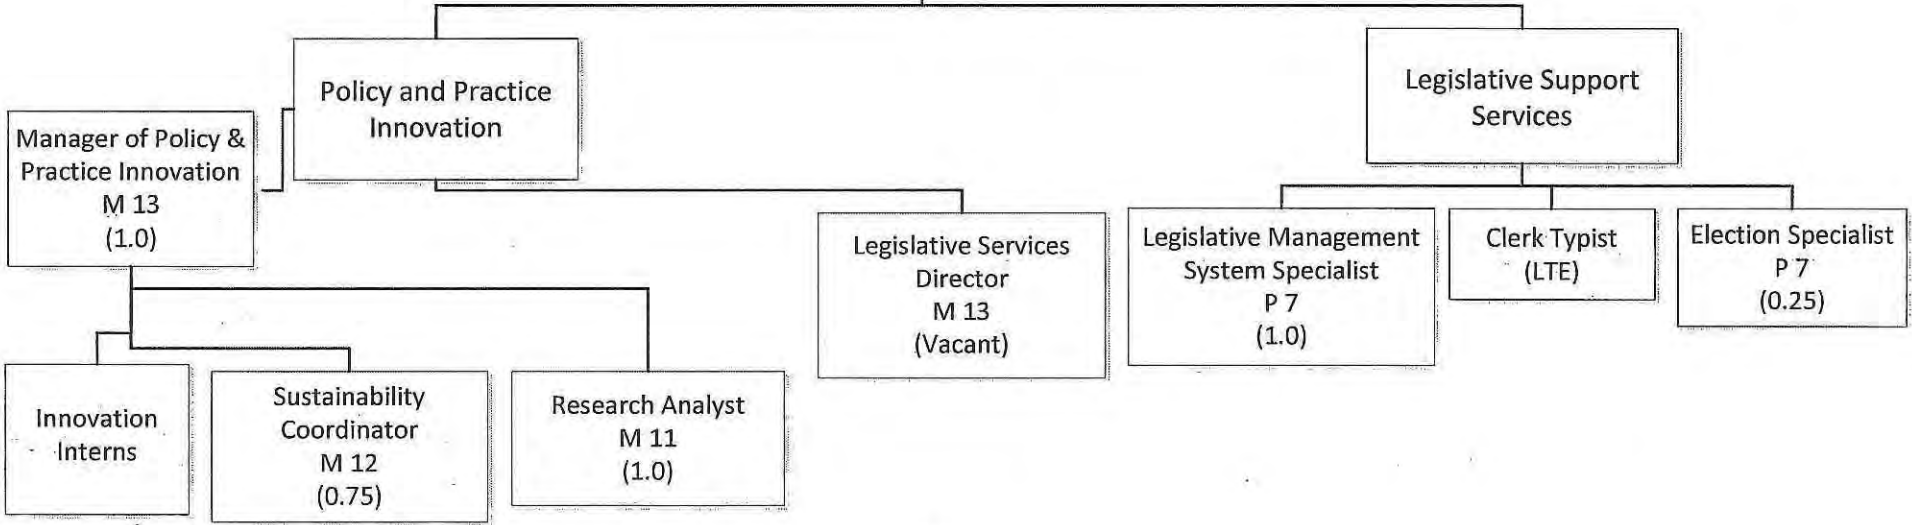 Policy and Practice
Innovation
Legislative Support
Services
Manager of Policy &
Practice Innovation
M 13
(1.0)
Legislative Services
Director
M 13
(Vacant)
Legislative Management
System Specialist
P 7
(1.0)
Clerk Typist
(LTE)
Election Specialist
P 7
(0.25)
Innovation
Interns
Sustainability
Coordinator
M 12
(0.75)
Research Analyst
M 11
(1.0)